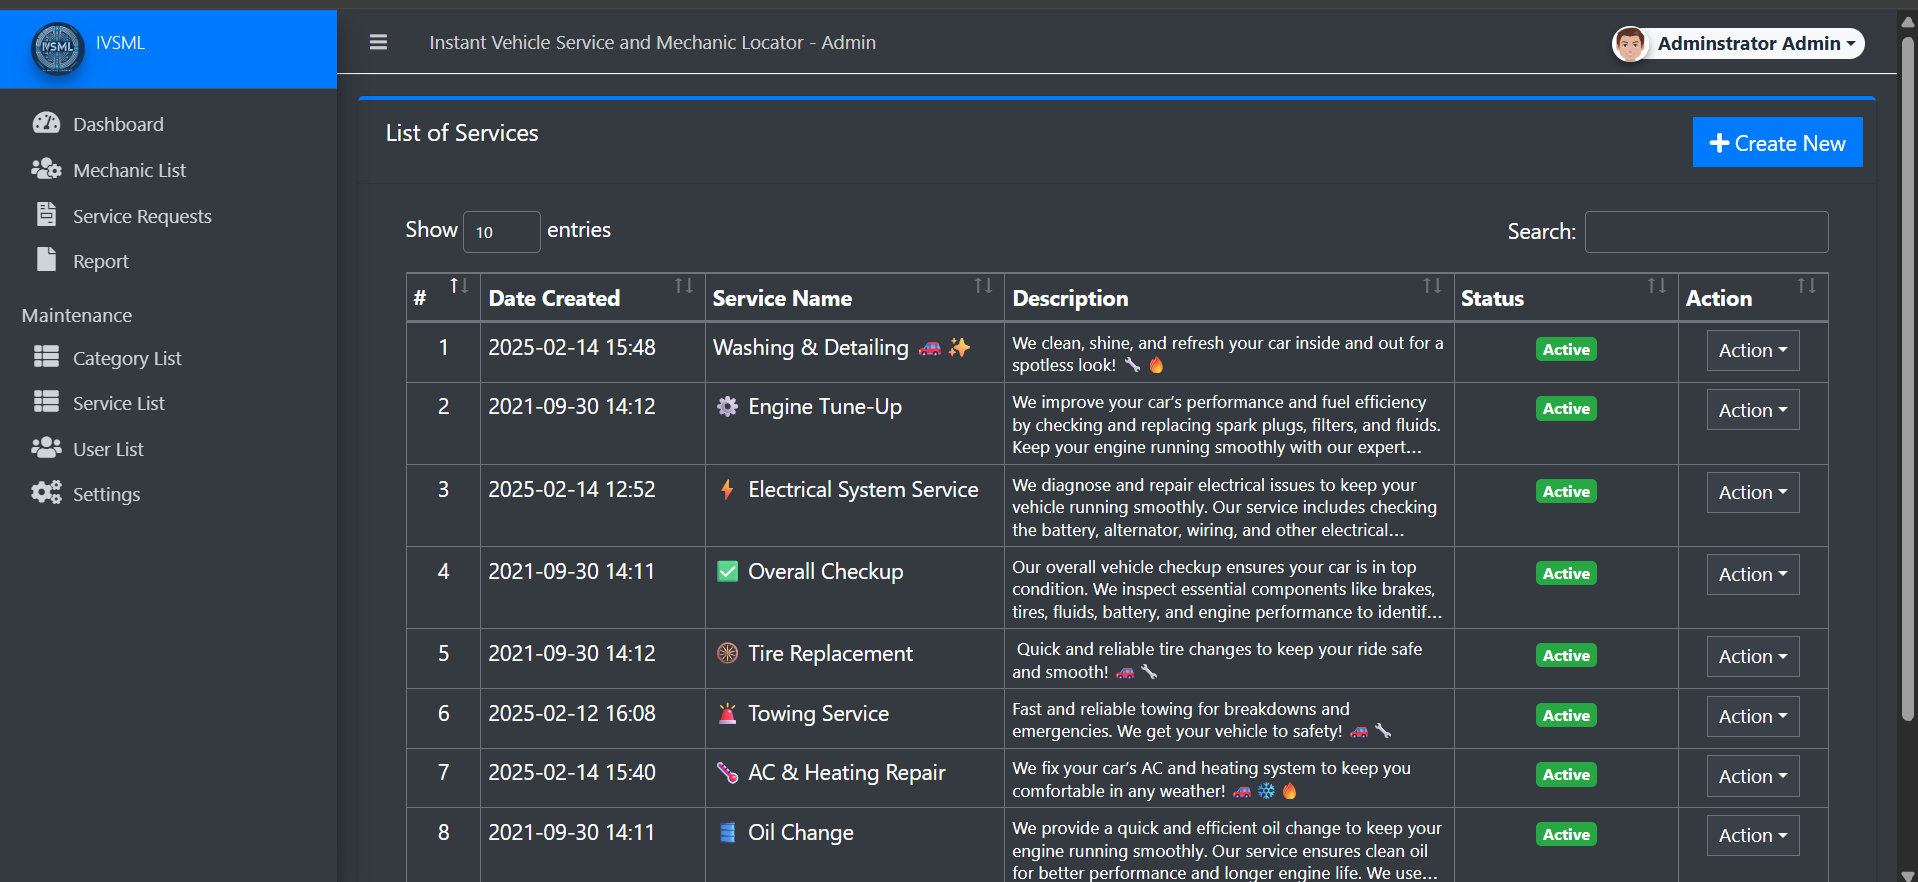 IVSML
IVSML
Instant Vehicle Service and Mechanic Locator - Admin
Adminstrator Admin
Dashboard
Mechanic List
Service Requests
Report
Maintenance
Category List
Service List
User List
Settings
List of Services
Create New
Show 10 entries
Search:
# Date Created Service Name Description Status Action
1 2025-02-14 15:48 Washing & Detailing 🚗 ✨ We clean, shine, and refresh your car inside and out for a
spotless look! 🔧 🔥 Active Action
2 2021-09-30 14:12 ⚙️ Engine Tune-Up We improve your car’s performance and fuel efficiency
by checking and replacing spark plugs, filters, and fluids.
Keep your engine running smoothly with our expert... Active Action
3 2025-02-14 12:52 ⚡ Electrical System Service We diagnose and repair electrical issues to keep your
vehicle running smoothly. Our service includes checking
the battery, alternator, wiring, and other electrical... Active Action
4 2021-09-30 14:11 ✅ Overall Checkup Our overall vehicle checkup ensures your car is in top
condition. We inspect essential components like brakes,
tires, fluids, battery, and engine performance to identif... Active Action
5 2021-09-30 14:12 🛞 Tire Replacement Quick and reliable tire changes to keep your ride safe
and smooth! 🚗 🔧 Active Action
6 2025-02-12 16:08 🚨 Towing Service Fast and reliable towing for breakdowns and
emergencies. We get your vehicle to safety! 🚗 🔧 Active Action
7 2025-02-14 15:40 🌡️ AC & Heating Repair We fix your car’s AC and heating system to keep you
comfortable in any weather! 🚗 ❄️ 🔥 Active Action
8 2021-09-30 14:11 🛢️ Oil Change We provide a quick and efficient oil change to keep your
engine running smoothly. Our service ensures clean oil
for better performance and longer engine life. We use... Active Action